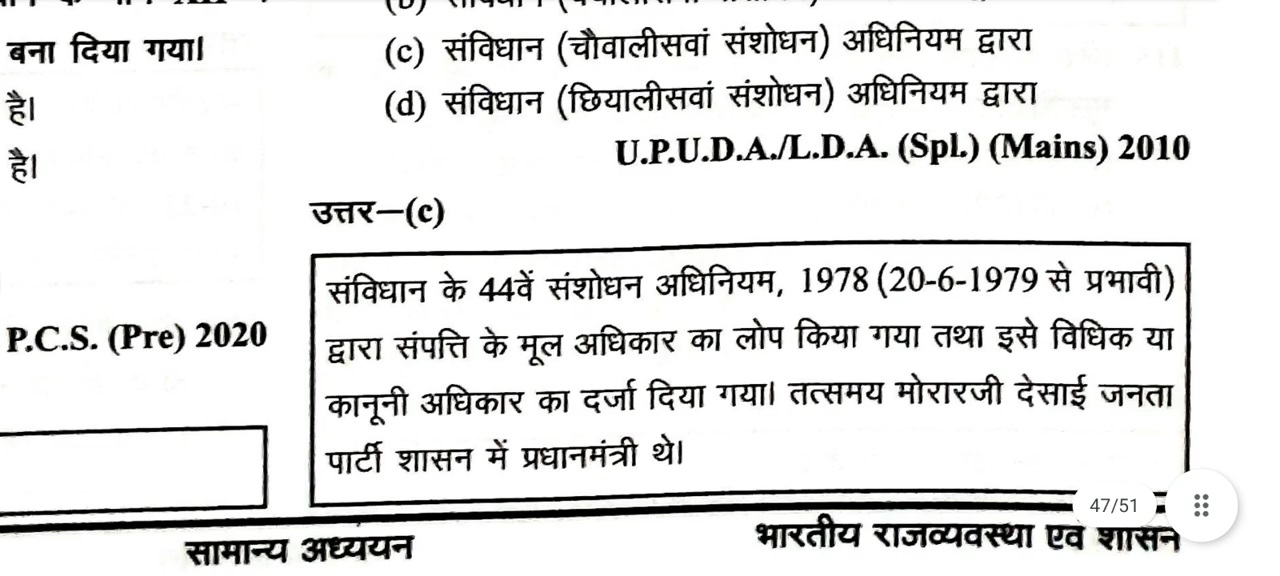 बना दिया गया।
है।
है।
P.C.S. (Pre) 2020
(c) संविधान (चौवालीसवां संशोधन) अधिनियम द्वारा
(d) संविधान (छियालीसवां संशोधन) अधिनियम द्वारा
U.P.U.D.A./L.D.A. (Spl.) (Mains) 2010
उत्तर—(c)
संविधान के 44वें संशोधन अधिनियम, 1978 (20-6-1979 से प्रभावी)
द्वारा संपत्ति के मूल अधिकार का लोप किया गया तथा इसे विधिक या
कानूनी अधिकार का दर्जा दिया गया। तत्समय मोरारजी देसाई जनता
पार्टी शासन में प्रधानमंत्री थे।
47/51
सामान्य अध्ययन
भारतीय राजव्यवस्था एवं शासन